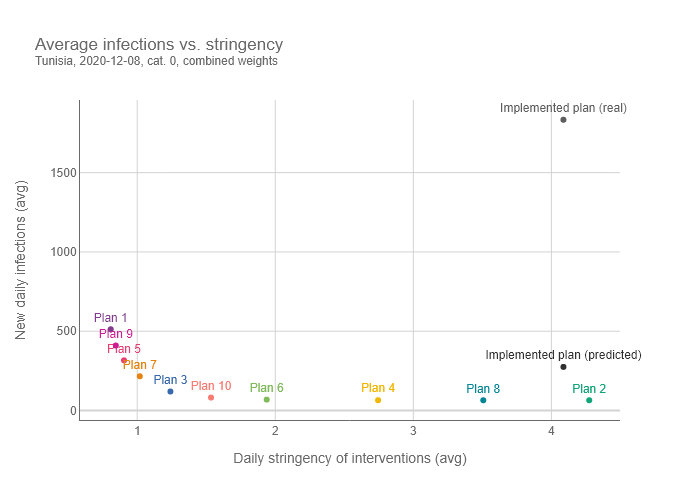 Average infections vs. stringency
Tunisia, 2020-12-08, cat. 0, combined weights
Implemented plan (real)
1500
1000
500
0
New daily infections (avg)
Plan 1
Plan 9
Plan 5
Plan 7
Plan 3
Plan 10
Plan 6
Plan 4
Plan 8
Plan 2
Implemented plan (predicted)
1
2
3
4
Daily stringency of interventions (avg)